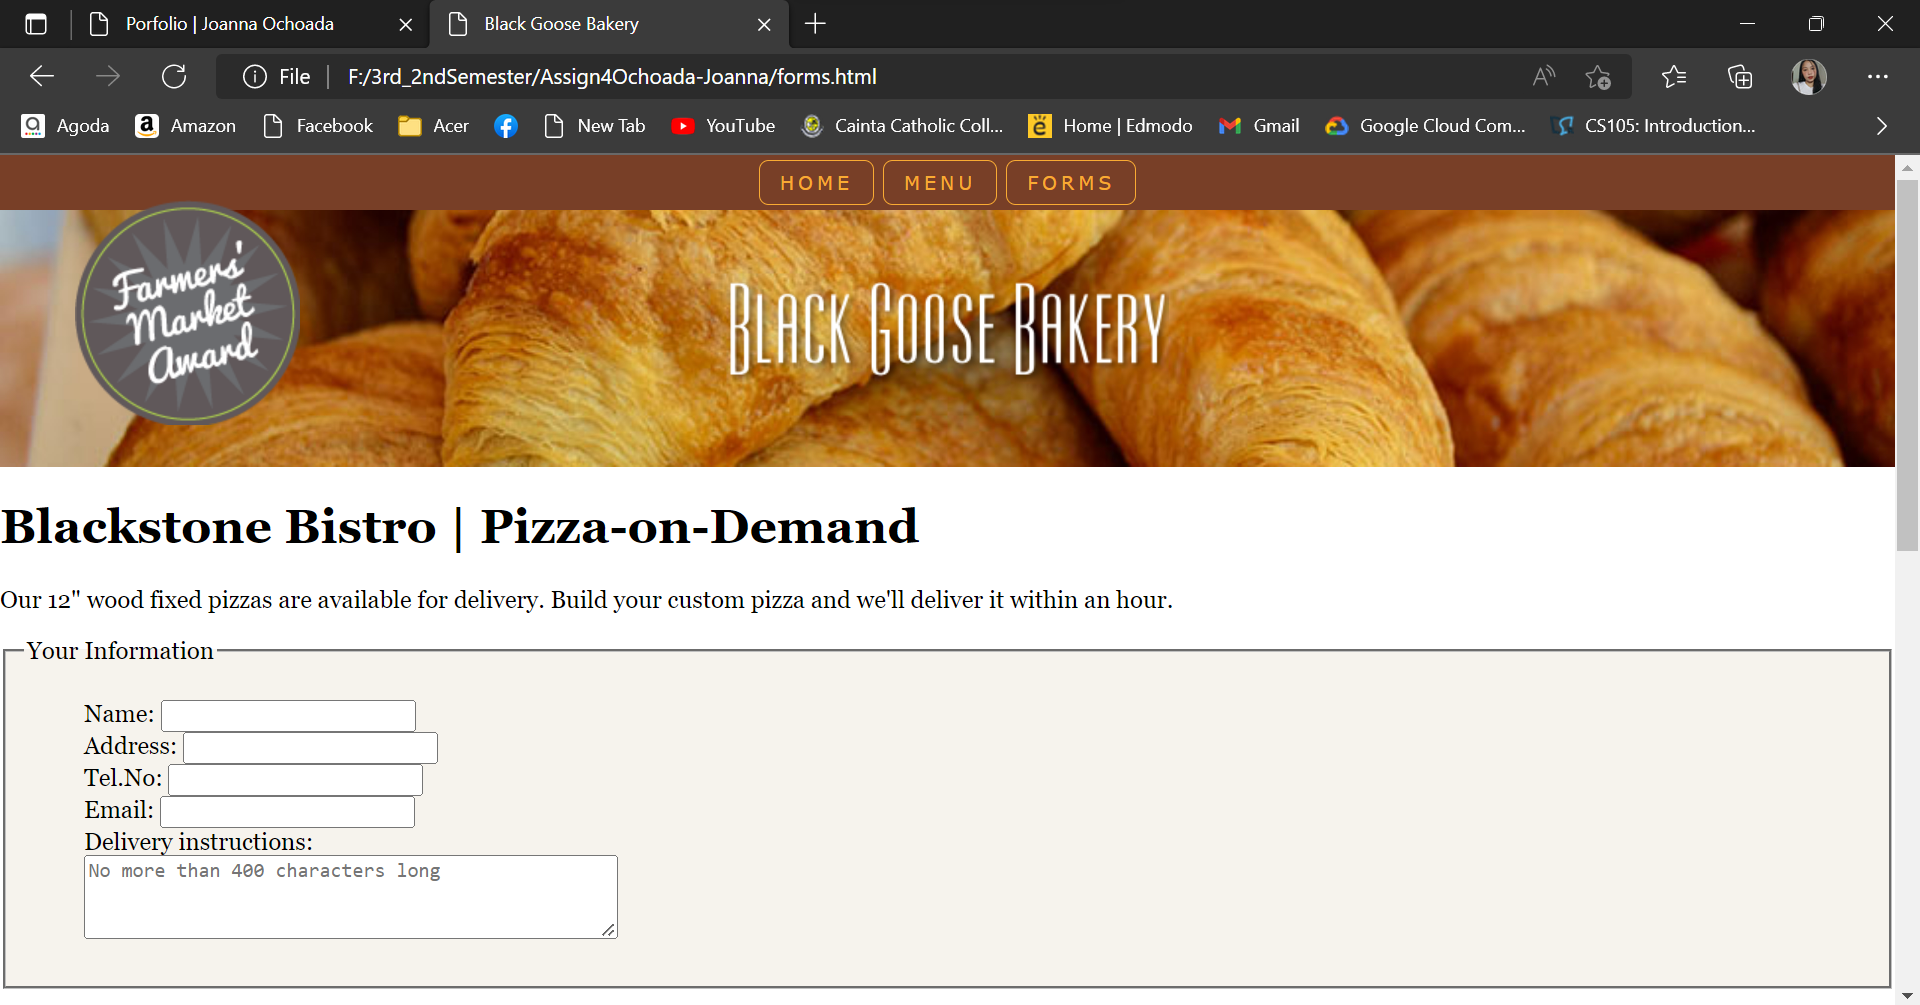 Porfolio | Joanna Ochoada
Black Goose Bakery
File
F:/3rd_2ndSemester/Assign4Ochoada-Joanna/forms.html
Agoda
Amazon
Facebook
Acer
New Tab
YouTube
Cainta Catholic Coll...
Home | Edmodo
Gmail
Google Cloud Com...
CS105: Introduction...
HOME
MENU
FORMS
Farmers'
Market
Award
BLACK GOOSE BAKERY
Blackstone Bistro | Pizza-on-Demand
Our 12" wood fixed pizzas are available for delivery. Build your custom pizza and we'll deliver it within an hour.
Your Information
Name:
Address:
Tel.No:
Email:
Delivery instructions:
No more than 400 characters long